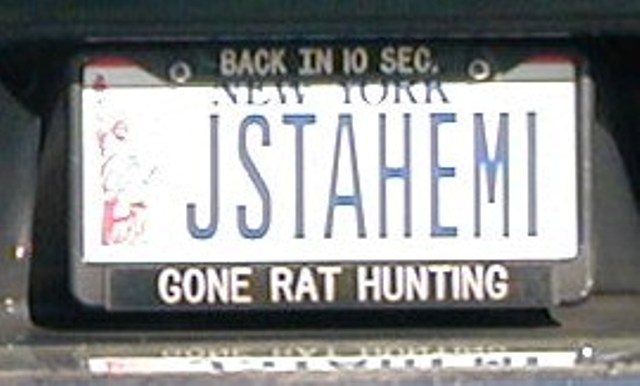 BACK IN 10 SEC.
NEW YORK
JSTAHEMI
GONE RAT HUNTING